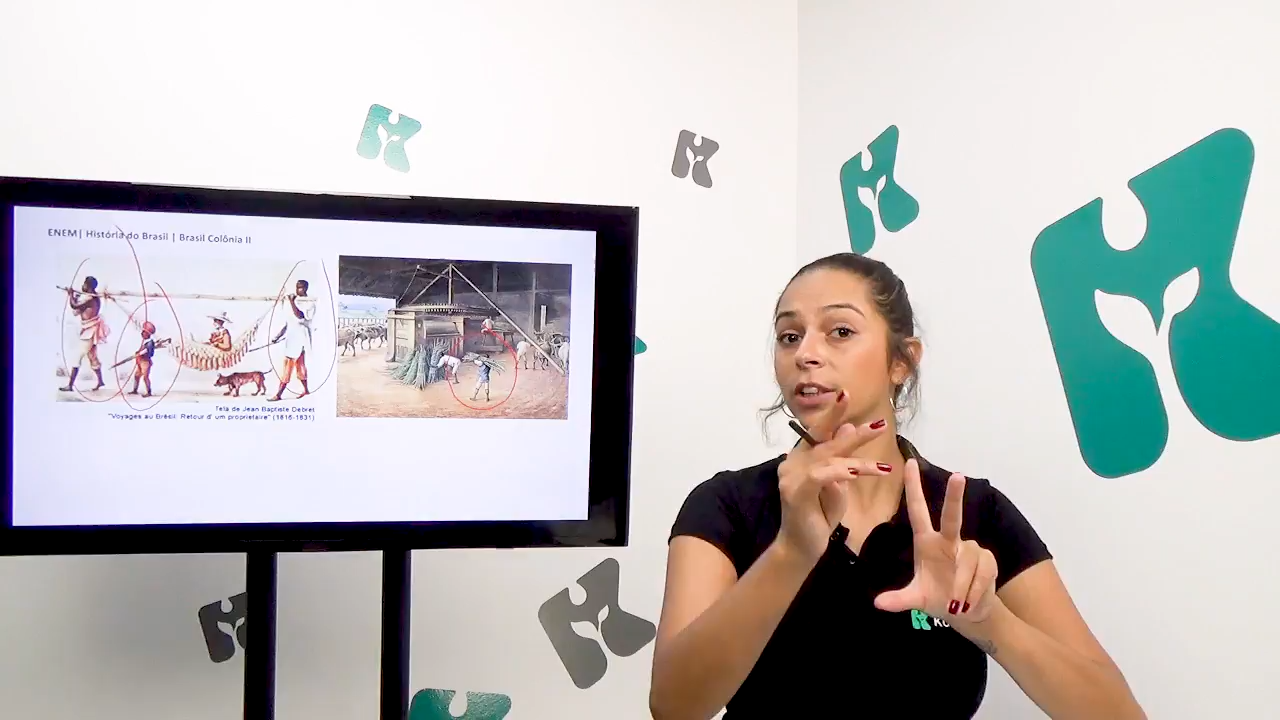 ENEM| História do Brasil | Brasil Colônia II
Tela de Jean Baptiste Debret
"Voyages au Brésil. Retour d' um proprietaire" (1816-1831)